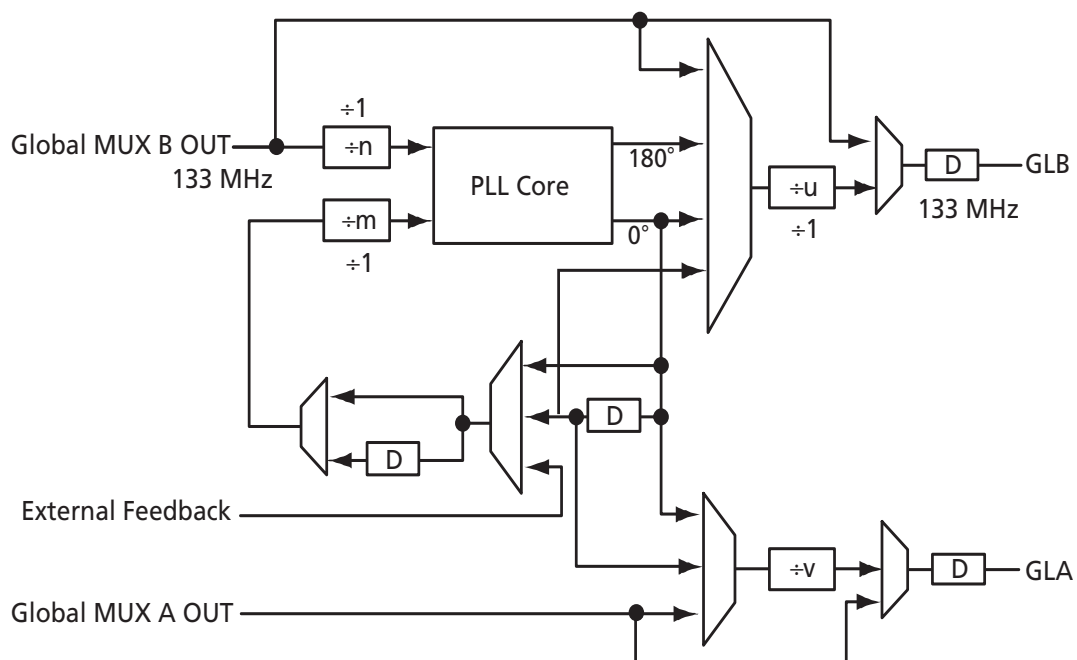 ÷1
Global MUX B OUT
÷n
133 MHz
PLL Core
180°
0°
÷m
÷1
÷u
÷1
D
GLB
133 MHz
D
D
External Feedback
÷v
D
GLA
Global MUX A OUT